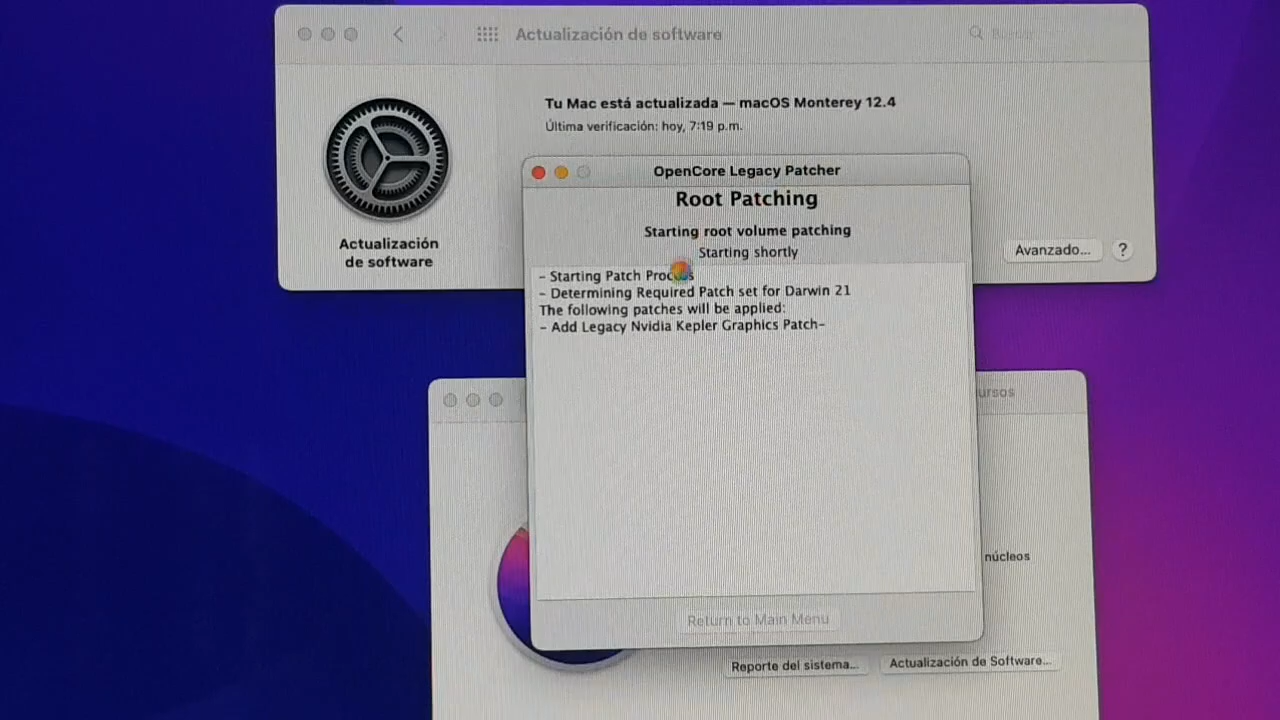 Actualización de software
Tu Mac está actualizada — macOS Monterey 12.4
Última verificación: hoy, 7:19 p.m.
Actualización
de software
Avanzado...
?
OpenCore Legacy Patcher
Root Patching
Starting root volume patching
Starting shortly
- Starting Patch Process
- Determining Required Patch set for Darwin 21
The following patches will be applied:
- Add Legacy Nvidia Kepler Graphics Patch-
Return to Main Menu
núcleos
Reporte del sistema...
Actualización de Software...